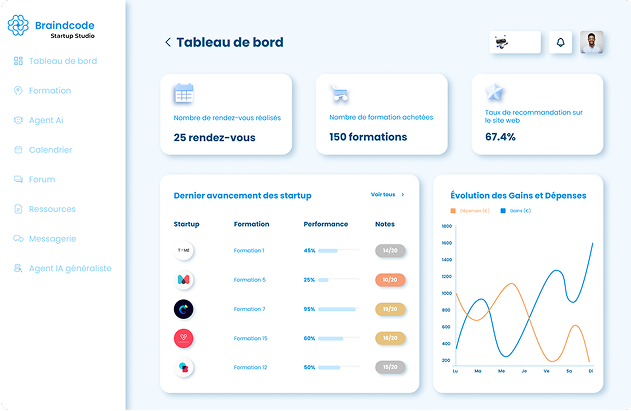 Braindcode
Startup Studio
Tableau de bord
Formation
Agent Ai
Calendrier
Forum
Ressources
Messagerie
Agent IA généraliste
Tableau de bord
Nombre de rendez-vous réalisés
25 rendez-vous
Nombre de formation achetées
150 formations
Taux de recommandation sur
le site web
67.4%
Dernier avancement des startup
Voir tous
Startup Formation Performance Notes
Formation 1 45% 14/20
Formation 5 25% 10/20
Formation 7 95% 19/20
Formation 15 60% 16/20
Formation 12 50% 15/20
Évolution des Gains et Dépenses
Dépenses (€) Gains (€)
1800
1600
1400
1200
1000
800
600
400
200
Lu Ma Me Je Ve Sa Di